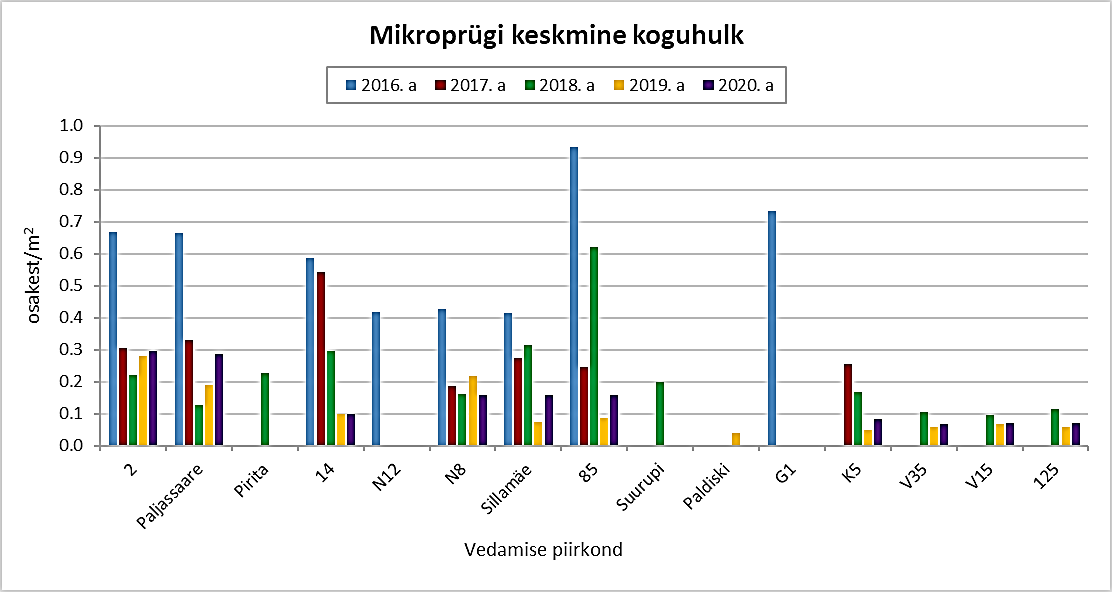 Mikroprügi keskmine koguhulk
2016. a 2017. a 2018. a 2019. a 2020. a
osakest/m²
1.0
0.9
0.8
0.7
0.6
0.5
0.4
0.3
0.2
0.1
0.0
2 Paljassaare Pirita 14 N12 N8 Sillamäe 85 Suurupi Paldiski G1 K5 V35 V15 125
Vedamise piirkond